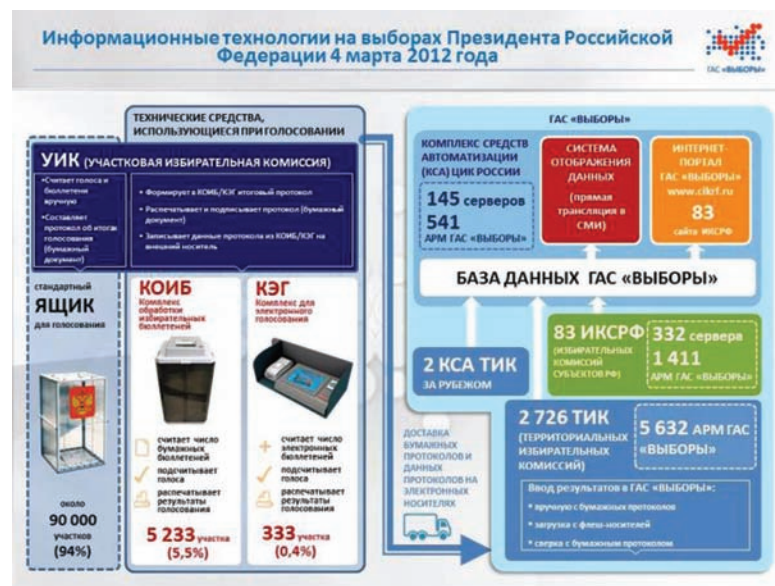 Информационные технологии на выборах Президента Российской
Федерации 4 марта 2012 года
ГАС «ВЫБОРЫ»
ТЕХНИЧЕСКИЕ СРЕДСТВА,
ИСПОЛЬЗУЮЩИЕСЯ ПРИ ГОЛОСОВАНИИ
УИК (УЧАСТКОВАЯ ИЗБИРАТЕЛЬНАЯ КОМИССИЯ)
•Считает голоса и
бюллетени
вручную
•Составляет
протокол об итогах
голосования
(бумажный
документ)
• Формирует в КОИБ/КЭГ итоговый протокол
• Распечатывает и подписывает протокол (бумажный
документ)
• Записывает данные протокола из КОИБ/КЭГ на
внешний носитель
стандартный
ЯЩИК
для голосования
около
90 000
участков
(94%)
КОИБ
Комплекс
обработки
избирательных
бюллетеней
считает число
бумажных
бюллетеней
подсчитывает
голоса
распечатывает
результаты
голосования
5 233 участка
(5,5%)
КЭГ
Комплекс для
электронного
голосования
считает число
электронных
бюллетеней
подсчитывает
голоса
распечатывает
результаты
голосования
333 участка
(0,4%)
ДОСТАВКА
БУМАЖНЫХ
ПРОТОКОЛОВ И
ДАННЫХ
ПРОТОКОЛОВ НА
ЭЛЕКТРОННЫХ
НОСИТЕЛЯХ
ГАС «ВЫБОРЫ»
КОМПЛЕКС СРЕДСТВ
АВТОМАТИЗАЦИИ
(КСА) ЦИК РОССИИ
145 серверов
541
АРМ ГАС «ВЫБОРЫ»
СИСТЕМА
ОТОБРАЖЕНИЯ
ДАННЫХ
(прямая
трансляция в
СМИ)
ИНТЕРНЕТ-
ПОРТАЛ
ГАС «ВЫБОРЫ»
www.cikrf.ru
83
сайта ИКСРФ
БАЗА ДАННЫХ ГАС «ВЫБОРЫ»
2 КСА ТИК
ЗА РУБЕЖОМ
83 ИКСРФ
(ИЗБИРАТЕЛЬНЫХ
КОМИССИЙ
СУБЪЕКТОВ РФ)
332 сервера
1 411
АРМ ГАС «ВЫБОРЫ»
2 726 ТИК
(ТЕРРИТОРИАЛЬНЫХ
ИЗБИРАТЕЛЬНЫХ
КОМИССИЙ)
5 632 АРМ ГАС
«ВЫБОРЫ»
Ввод результатов в ГАС «ВЫБОРЫ»:
• вручную с бумажных протоколов
• загрузка с флеш-носителей
• сверка с бумажным протоколом